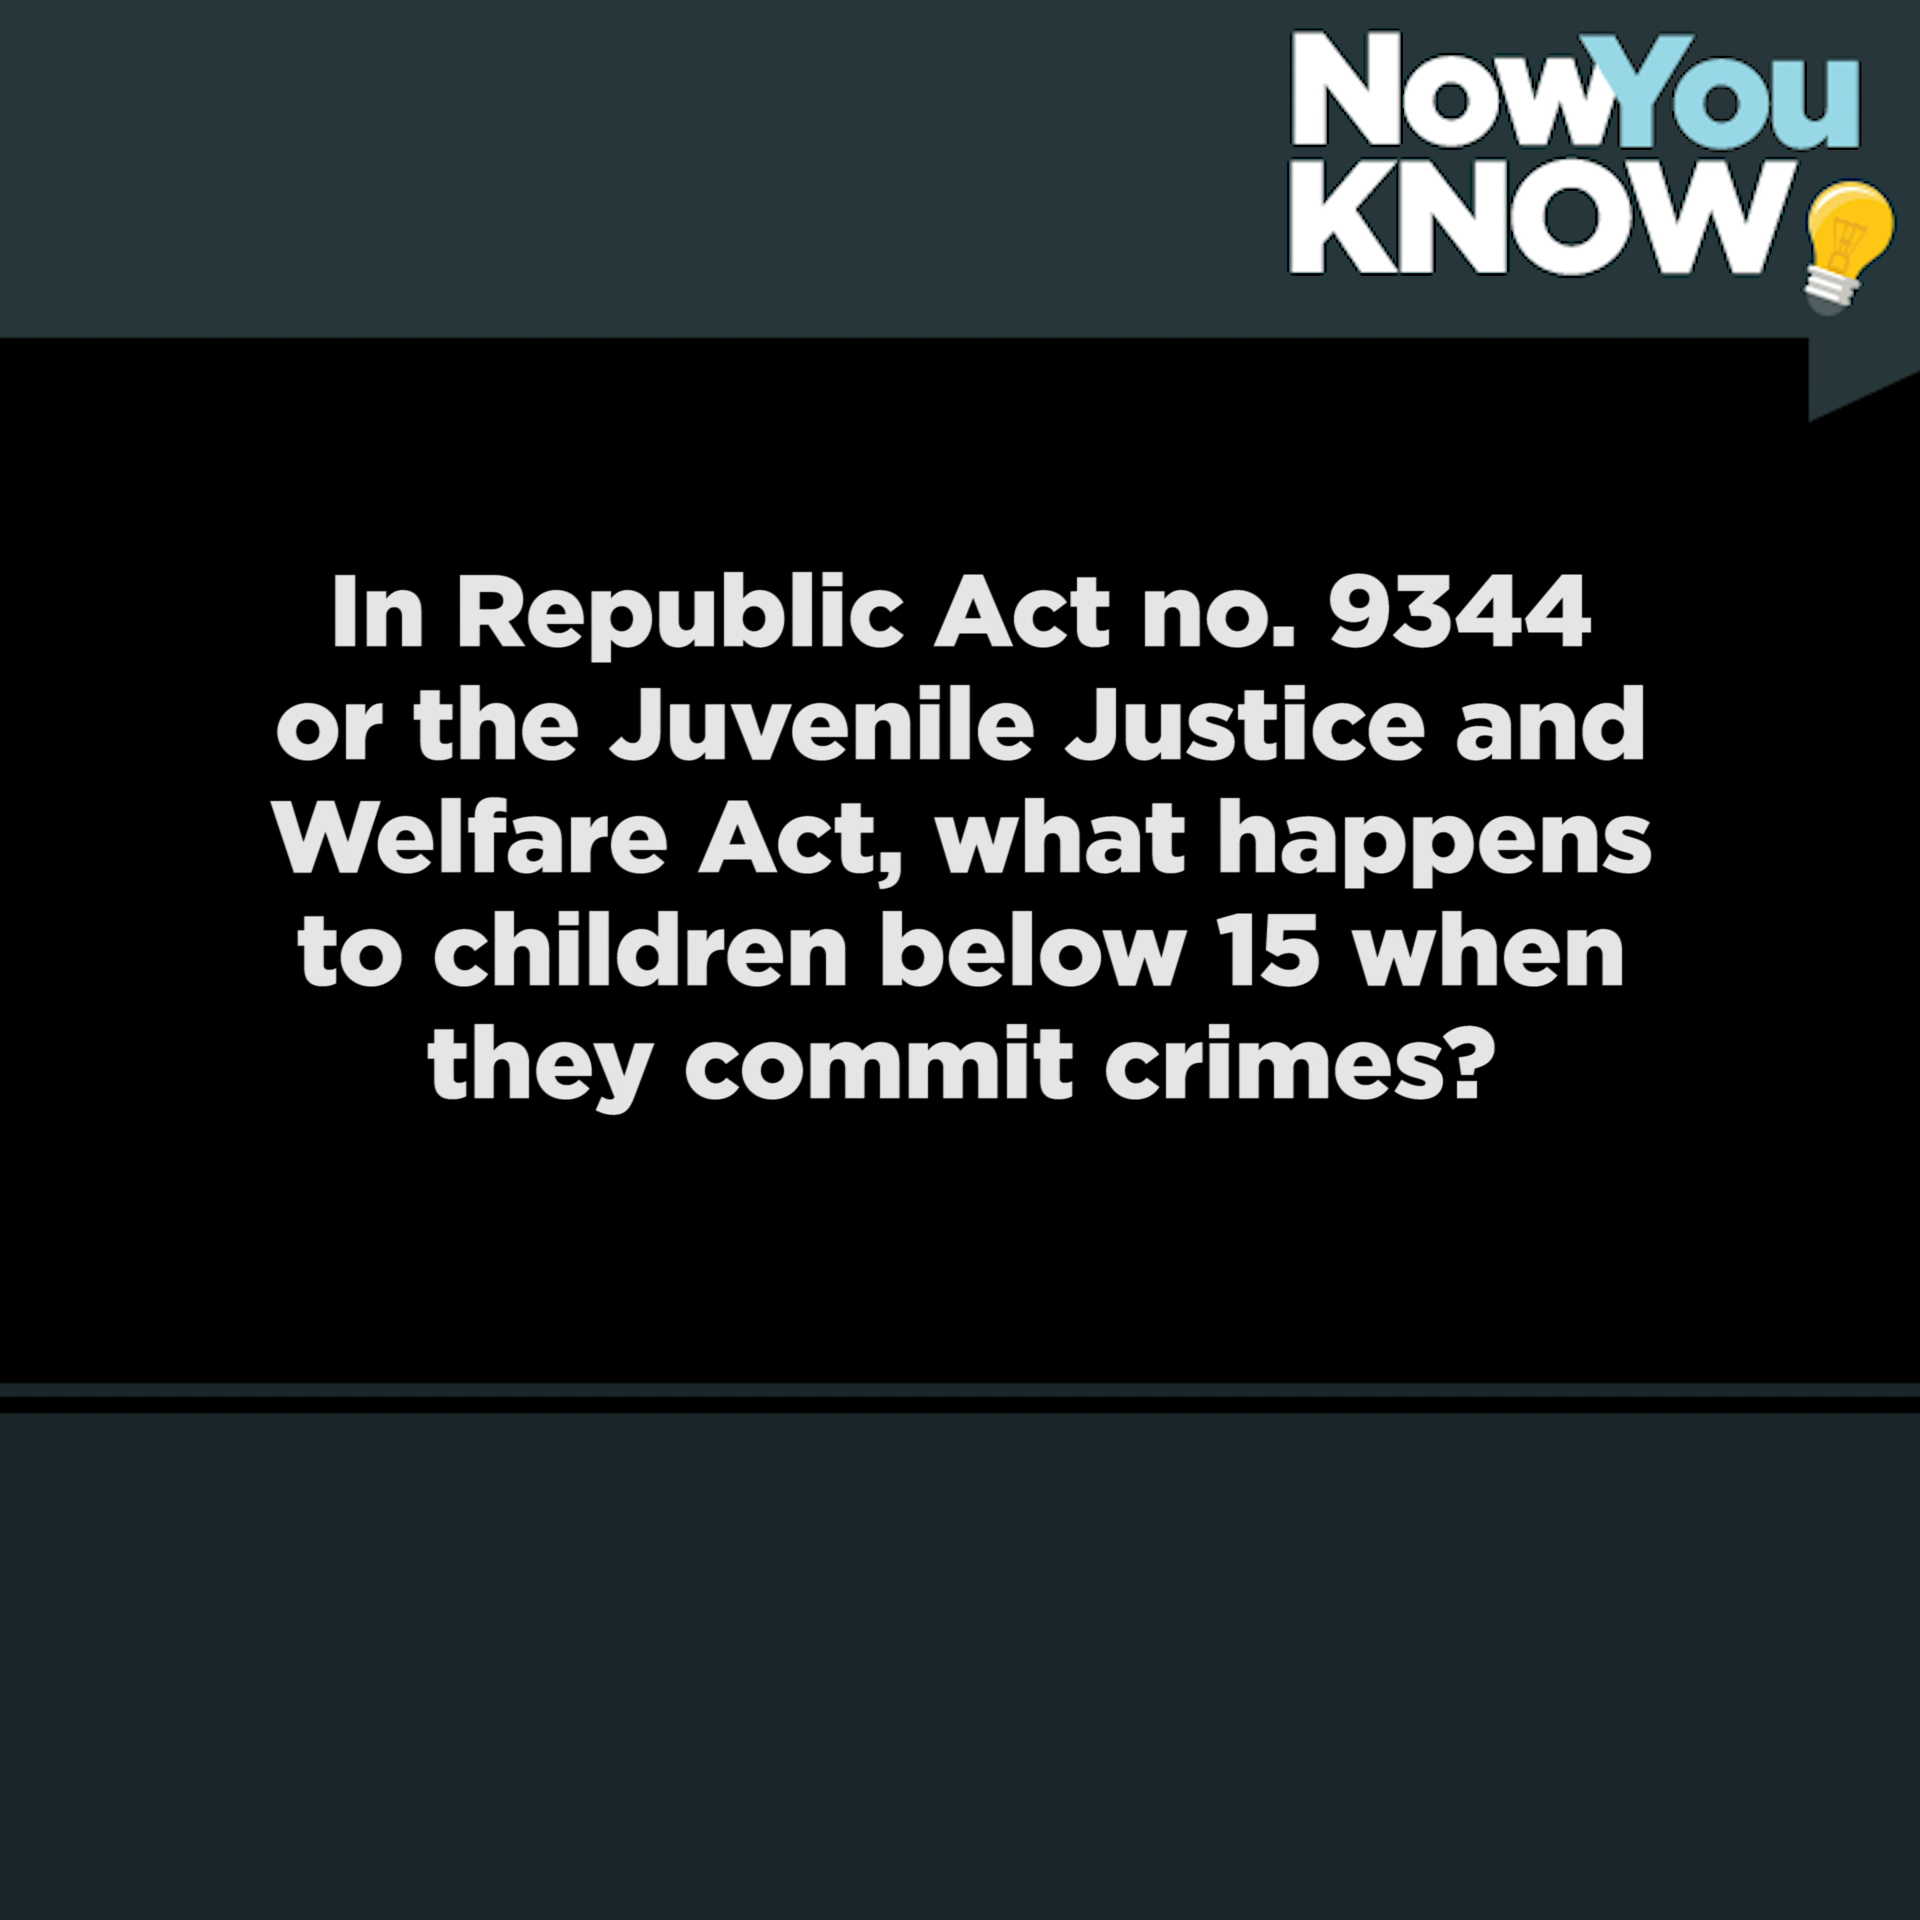 NowYou
KNOW
In Republic Act no. 9344
or the Juvenile Justice and
Welfare Act, what happens
to children below 15 when
they commit crimes?